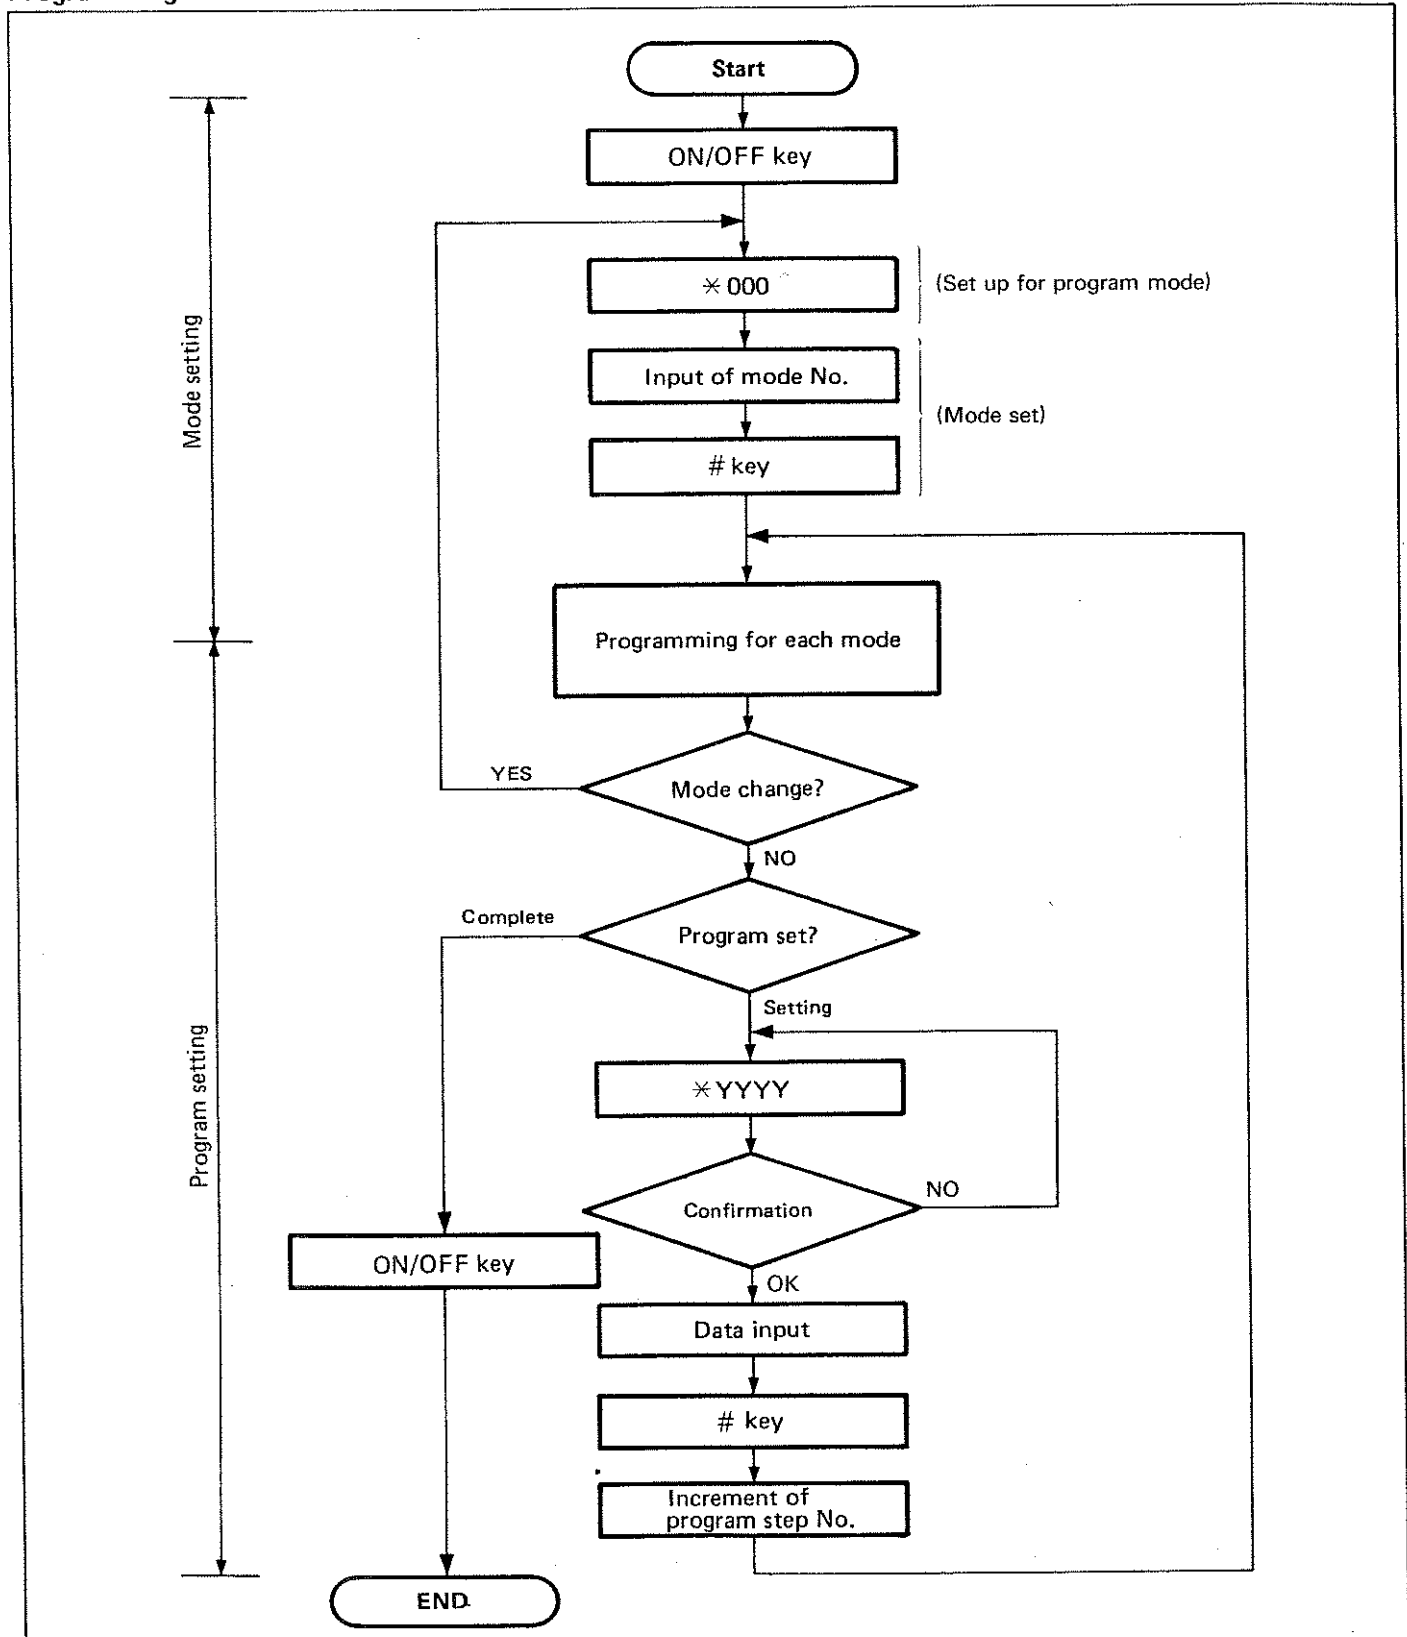 Start
ON/OFF key
✳000
(Set up for program mode)
Mode setting
Input of mode No.
(Mode set)
# key
Programming for each mode
YES
Mode change?
NO
Complete
Program set?
Setting
Program setting
✳YYYY
Confirmation
NO
ON/OFF key
OK
Data input
# key
Increment of
program step No.
END